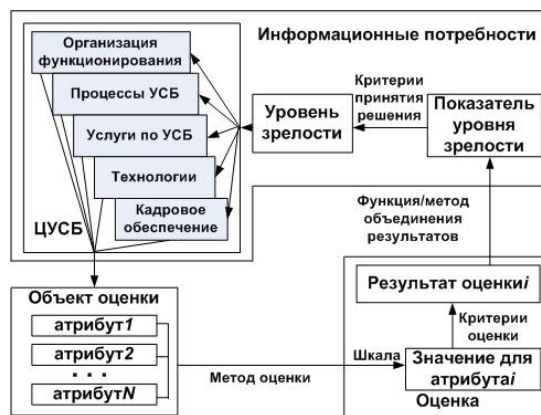 Информационные потребности
Организация
функционирования
Процессы УСБ
Услуги по УСБ
Технологии
Кадровое
обеспечение
ЦУСБ
Уровень
зрелости
Критерии
принятия
решения
Показатель
уровня
зрелости
Функция/метод
объединения
результатов
Объект оценки
атрибут1
атрибут2
. . .
атрибутN
Метод оценки
Шкала
Результат оценкиi
Критерии
оценки
Значение для
атрибутаi
Оценка